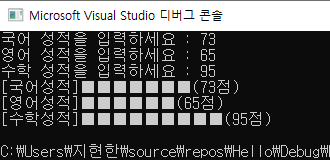 Microsoft Visual Studio 디버그 콘솔
국어 성적을 입력하세요 : 73
영어 성적을 입력하세요 : 65
수학 성적을 입력하세요 : 95
[국어성적]■■■■■■■(73점)
[영어성적]■■■■■■(65점)
[수학성적]■■■■■■■■■(95점)
C:₩Users₩지현한₩source₩repos₩Hello₩Debug₩